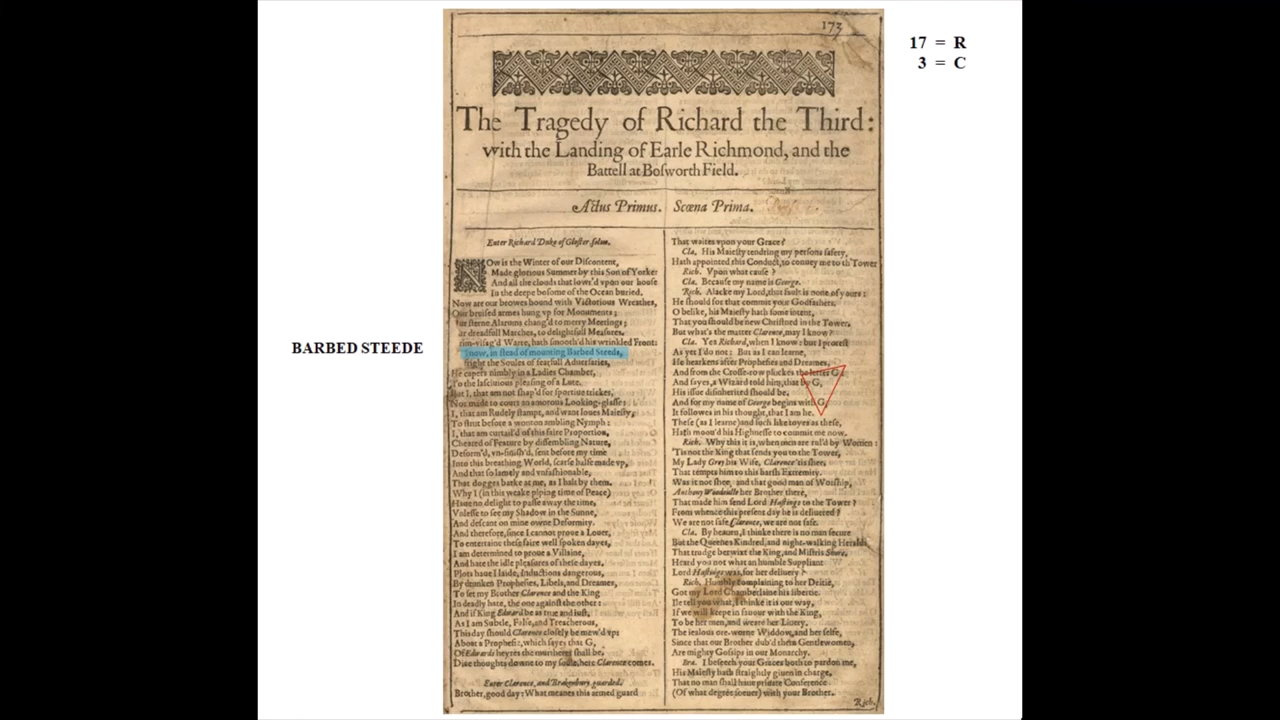 173
17 = R
3 = C
The Tragedy of Richard the Third:
with the Landing of Earle Richmond, and the
Battell at Bosworth Field.
Actus Primus. Scœna Prima.
BARBED STEEDE
Enter Richard Duke of Gloster, solus.
NOw is the Winter of our Discontent,
Made glorious Summer by this Son of Yorke:
And all the clouds that lowr'd vpon our house
In the deepe bosome of the Ocean buried.
Now are our browes bound with Victorious Wreathes,
Our bruised armes hung vp for Monuments;
ur sterne Alarums chang'd to merry Meetings;
ur dreadfull Marches, to delightfull Measures.
rim-visag'd Warre, hath smooth'd his wrinkled Front:
now, in stead of mounting Barbed Steeds,
fright the Soules of fearfull Aduersaries,
He capers nimbly in a Ladies Chamber,
To the lasciuious pleasing of a Lute.
But I, that am not shap'd for sportiue trickes,
Nor made to court an amorous Looking-glasse:
I, that am Rudely stampt, and want loues Maiesty,
To strut before a wonton ambling Nymph:
I, that am curtail'd of this faire Proportion,
Cheated of Feature by dissembling Nature,
Deform'd, vn-finish'd, sent before my time
Into this breathing World, scarse halfe made vp,
And that so lamely and vnfashionable,
That dogges barke at me, as I halt by them.
Why I (in this weake piping time of Peace)
Haue no delight to passe away the time,
Vnlesse to see my Shadow in the Sunne,
And descant on mine owne Deformity.
And therefore, since I cannot proue a Louer,
To entertaine these faire well spoken dayes,
I am determined to proue a Villaine,
And hate the idle pleasures of these dayes.
Plots haue I laide, Inductions dangerous,
By drunken Prophesies, Libels, and Dreames,
To set my Brother Clarence and the King
In deadly hate, the one against the other:
And if King Edward be as true and iust,
As I am Subtle, False, and Treacherous,
This day should Clarence closely be mew'd vp:
About a Prophesie, which sayes that G,
Of Edwards heyres the murtherer shall be.
Diue thoughts downe to my soule, here Clarence comes.
Enter Clarence, and Brakenbury, guarded.
Brother, good day: What meanes this armed guard
That waites vpon your Grace?
Cla. His Maiesty tendring my persons safety,
Hath appointed this Conduct, to conuey me to th'Tower
Rich. Vpon what cause?
Cla. Because my name is George.
Rich. Alacke my Lord, that fault is none of yours:
He should for that commit your Godfathers.
O belike, his Maiesty hath some intent,
That you should be new Christned in the Tower,
But what's the matter Clarence, may I know?
Cla. Yes Richard, when I know: but I protest
As yet I do not: But as I can learne,
He hearkens after Prophesies and Dreames,
And from the Crosse-row pluckes the letter G:
And sayes, a Wizard told him, that by G,
His issue disinherited should be.
And for my name of George begins with G,
It followes in his thought, that I am he.
These (as I learne) and such like toyes as these,
Hath moou'd his Highnesse to commit me now.
Rich. Why this it is, when men are rul'd by Women:
'Tis not the King that sends you to the Tower,
My Lady Grey his Wife, Clarence 'tis shee,
That tempts him to this harsh Extremity.
Was it not shee, and that good man of Worship,
Anthony Woodeulle her Brother there,
That made him send Lord Hastings to the Tower?
From whence this present day he is deliuered?
We are not safe Clarence, we are not safe.
Cla. By heauen, I thinke there is no man secure
But the Queenes Kindred, and night-walking Heralds,
That trudge betwixt the King, and Mistris Shore.
Heard you not what an humble Suppliant
Lord Hastings was, for her deliuery?
Rich. Humbly complaining to her Deitie,
Got my Lord Chamberlaine his libertie.
Ile tell you what, I thinke it is our way,
If we will keepe in fauour with the King,
To be her men, and weare her Liuery.
The iealous ore-worne Widdow, and her selfe,
Since that our Brother dub'd them Gentlewomen,
Are mighty Gossips in our Monarchy.
Bra. I beseech your Graces both to pardon me,
His Maiesty hath straightly giuen in charge,
That no man shall haue priuate Conference
(Of what degree soeuer) with your Brother.
Rich.